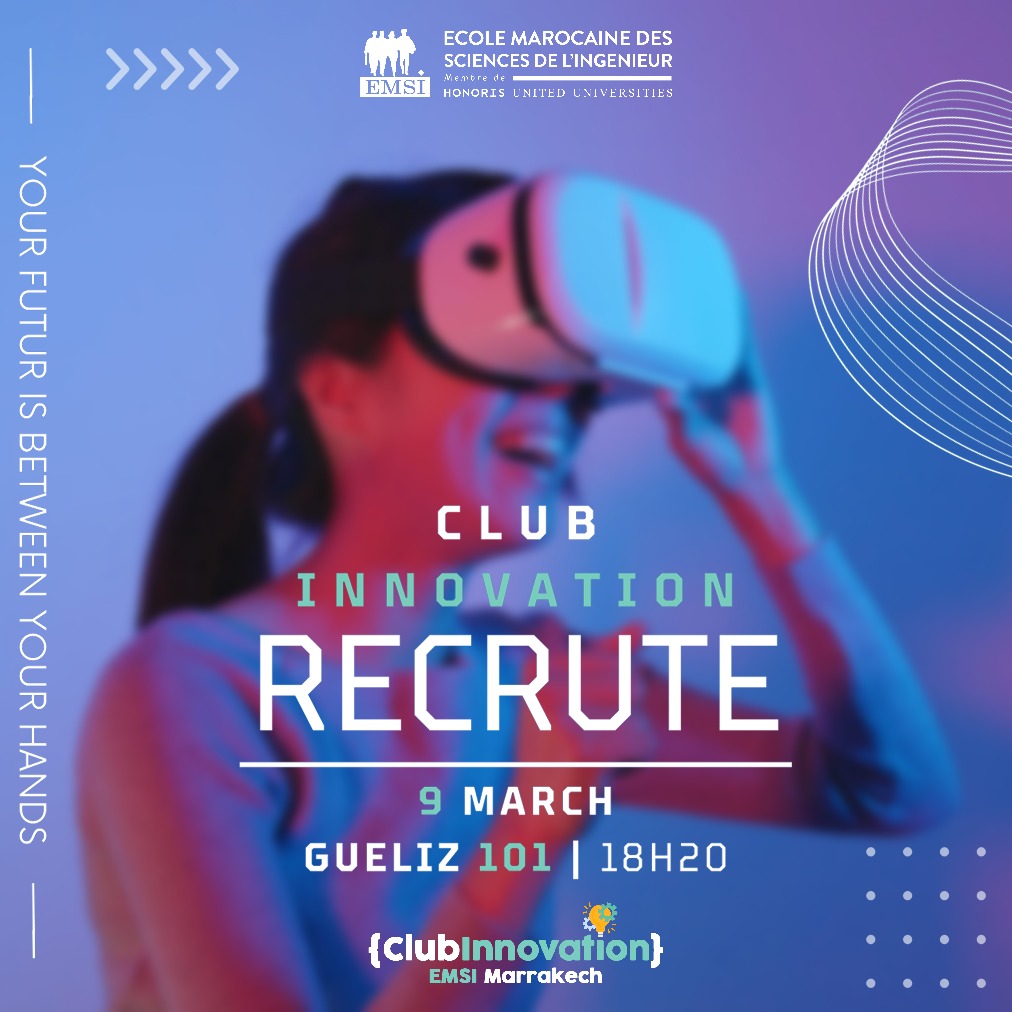 ECOLE MAROCAINE DES
SCIENCES DE L'INGENIEUR
Membre de
HONORIS UNITED UNIVERSITIES
EMSI
YOUR FUTUR IS BETWEEN YOUR HANDS
CLUB
INNOVATION
RECRUTE
9 MARCH
GUELIZ 101 | 18H20
{ClubInnovation}
EMSI Marrakech